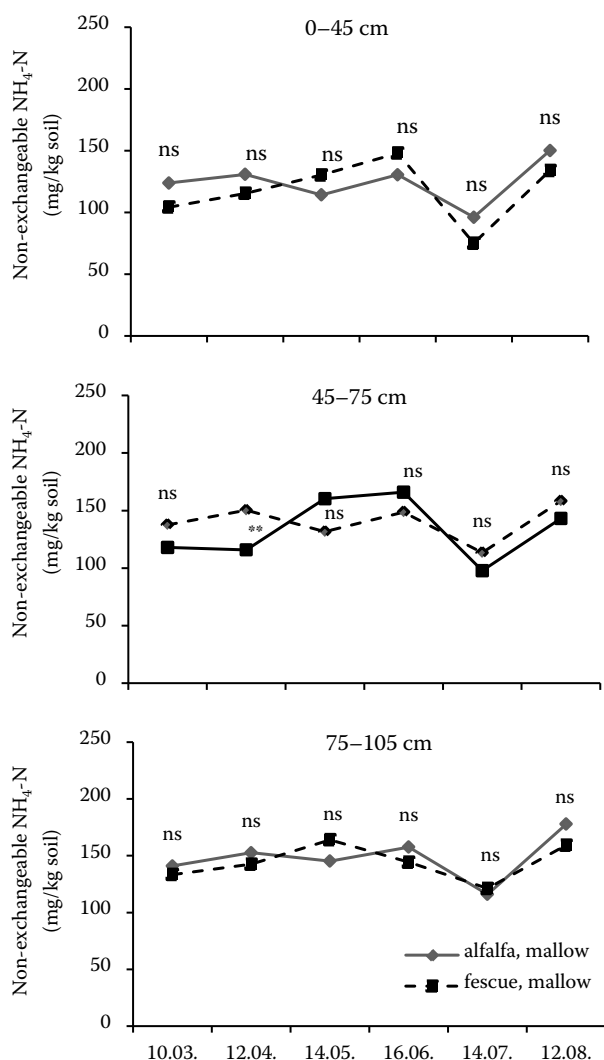 0–45 cm
Non-exchangeable NH4-N
(mg/kg soil)
250
200
150
100
50
0
ns
ns
ns
ns
ns
ns
45–75 cm
Non-exchangeable NH4-N
(mg/kg soil)
250
200
150
100
50
0
ns
**
ns
ns
ns
ns
75–105 cm
Non-exchangeable NH4-N
(mg/kg soil)
250
200
150
100
50
0
ns
ns
ns
ns
ns
ns
alfalfa, mallow
fescue, mallow
10.03. 12.04. 14.05. 16.06. 14.07. 12.08.